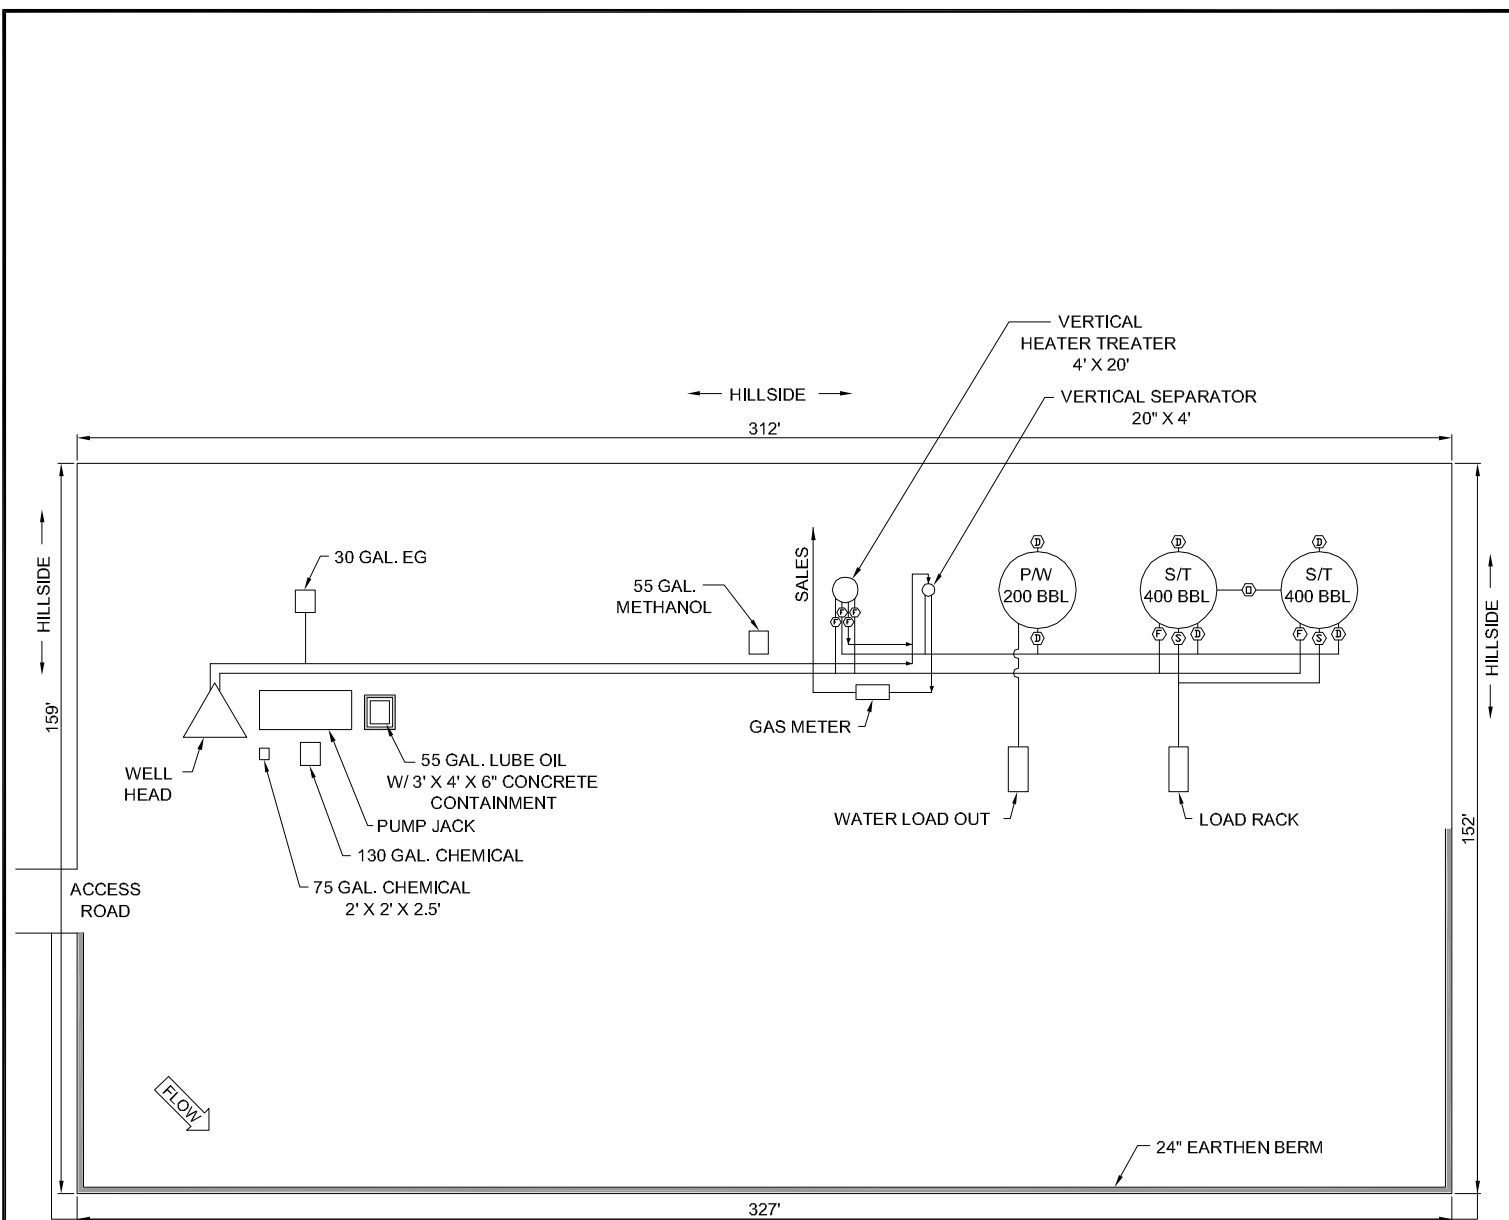 VERTICAL
HEATER TREATER
4' X 20'
HILLSIDE
VERTICAL SEPARATOR
20" X 4'
312'
HILLSIDE
30 GAL. EG
55 GAL.
METHANOL
SALES
D
D
D
P/W
200 BBL
S/T
400 BBL
S/T
400 BBL
HILLSIDE
F
F
F
F
D
F
S
D
F
S
D
159'
GAS METER
WELL
HEAD
55 GAL. LUBE OIL
W/ 3' X 4' X 6" CONCRETE
CONTAINMENT
PUMP JACK
WATER LOAD OUT
LOAD RACK
152'
130 GAL. CHEMICAL
75 GAL. CHEMICAL
2' X 2' X 2.5'
ACCESS
ROAD
FLOW
24" EARTHEN BERM
327'